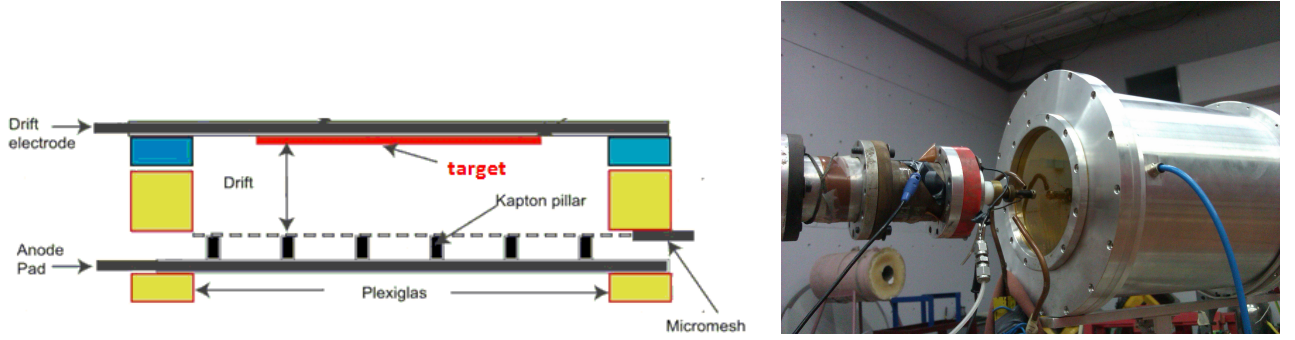 Drift
electrode
target
Drift
Kapton pillar
Anode
Pad
Plexiglas
Micromesh